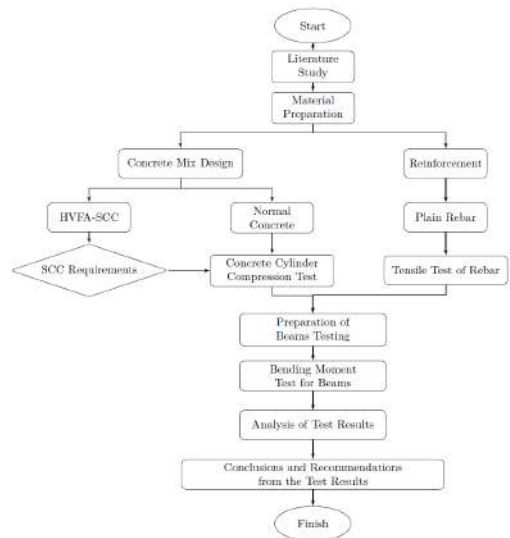 Start
Literature
Study
Material
Preparation
Concrete Mix Design
Reinforcement
HVFA-SCC
Normal
Concrete
Plain Rebar
SCC Requirements
Concrete Cylinder
Compression Test
Tensile Test of Rebar
Preparation of
Beams Testing
Bending Moment
Test for Beams
Analysis of Test Results
Conclusions and Recommendations
from the Test Results
Finish